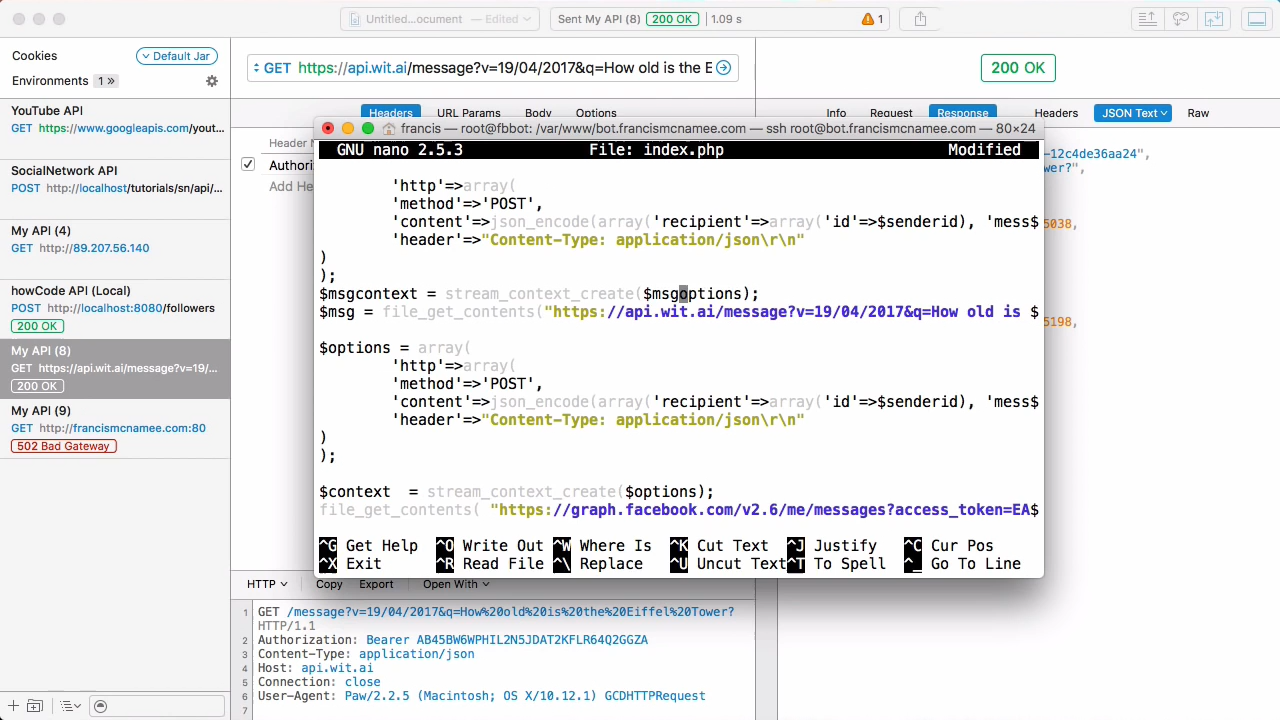 Untitled...ocument — Edited
Sent My API (8) 200 OK 1.09 s
1
Cookies
Default Jar
Environments 1 »
YouTube API
GET https://www.googleapis.com/yout...
SocialNetwork API
POST http://localhost/tutorials/sn/api/...
My API (4)
GET http://89.207.56.140
howCode API (Local)
POST http://localhost:8080/followers
200 OK
My API (8)
GET https://api.wit.ai/message?v=19/...
200 OK
My API (9)
GET http://francismcnamee.com:80
502 Bad Gateway
GET https://api.wit.ai/message?v=19/04/2017&q=How old is the E
200 OK
Headers URL Params Body Options
Info Request Response Headers JSON Text Raw
Header
Authori
Add He
-12c4de36aa24",
wer?",
5038,
5198,
francis — root@fbbot: /var/www/bot.francismcnamee.com — ssh root@bot.francismcnamee.com — 80×24
GNU nano 2.5.3 File: index.php Modified
'http'=>array(
'method'=>'POST',
'content'=>json_encode(array('recipient'=>array('id'=>$senderid), 'mess$
'header'=>"Content-Type: application/json\r\n"
)
);
$msgcontext = stream_context_create($msgoptions);
$msg = file_get_contents("https://api.wit.ai/message?v=19/04/2017&q=How old is $
$options = array(
'http'=>array(
'method'=>'POST',
'content'=>json_encode(array('recipient'=>array('id'=>$senderid), 'mess$
'header'=>"Content-Type: application/json\r\n"
)
);
$context = stream_context_create($options);
file_get_contents( "https://graph.facebook.com/v2.6/me/messages?access_token=EA$
^G Get Help ^O Write Out ^W Where Is ^K Cut Text ^J Justify ^C Cur Pos
^X Exit ^R Read File ^\ Replace ^U Uncut Text ^T To Spell ^_ Go To Line
HTTP Copy Export Open With
1 GET /message?v=19/04/2017&q=How%20old%20is%20the%20Eiffel%20Tower?
HTTP/1.1
2 Authorization: Bearer AB45BW6WPHIL2N5JDAT2KFLR64Q2GGZA
3 Content-Type: application/json
4 Host: api.wit.ai
5 Connection: close
6 User-Agent: Paw/2.2.5 (Macintosh; OS X/10.12.1) GCDHTTPRequest
7